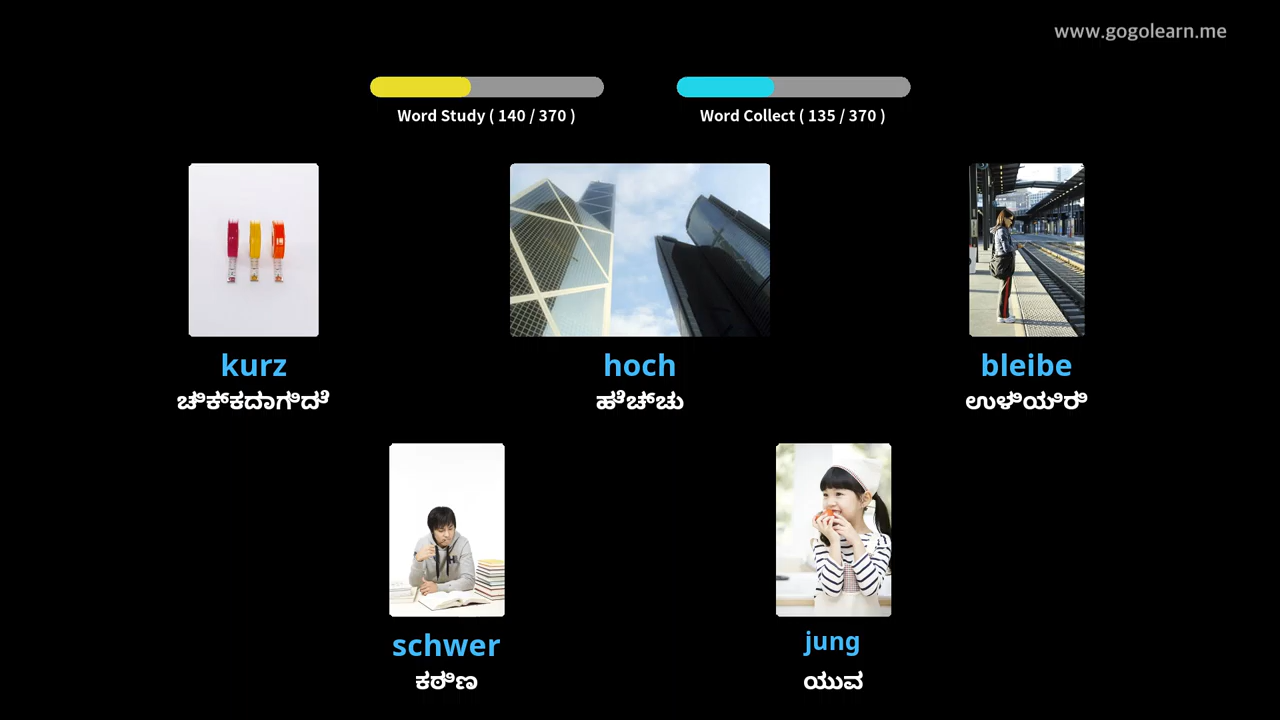 www.gogolearn.me
Word Study ( 140 / 370 )
Word Collect ( 135 / 370 )
kurz
ಚಿಕ್ಕದಾಗಿದೆ
hoch
ಹೆಚ್ಚು
bleibe
ಉಳಿಯಿರಿ
schwer
ಕಠಿಣ
jung
ಯುವ